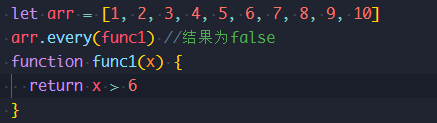 let arr = [1, 2, 3, 4, 5, 6, 7, 8, 9, 10]
arr.every(func1) //结果为false
function func1(x) {
  return x > 6
}